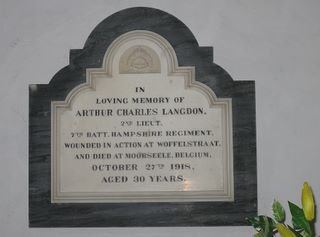 IN
LOVING MEMORY OF
ARTHUR CHARLES LANGDON,
2ND LIEUT.
7TH BATT. HAMPSHIRE REGIMENT,
WOUNDED IN ACTION AT WOFFELSTRAAT,
AND DIED AT MOORSEELE, BELGIUM,
OCTOBER 27TH 1918,
AGED 30 YEARS.